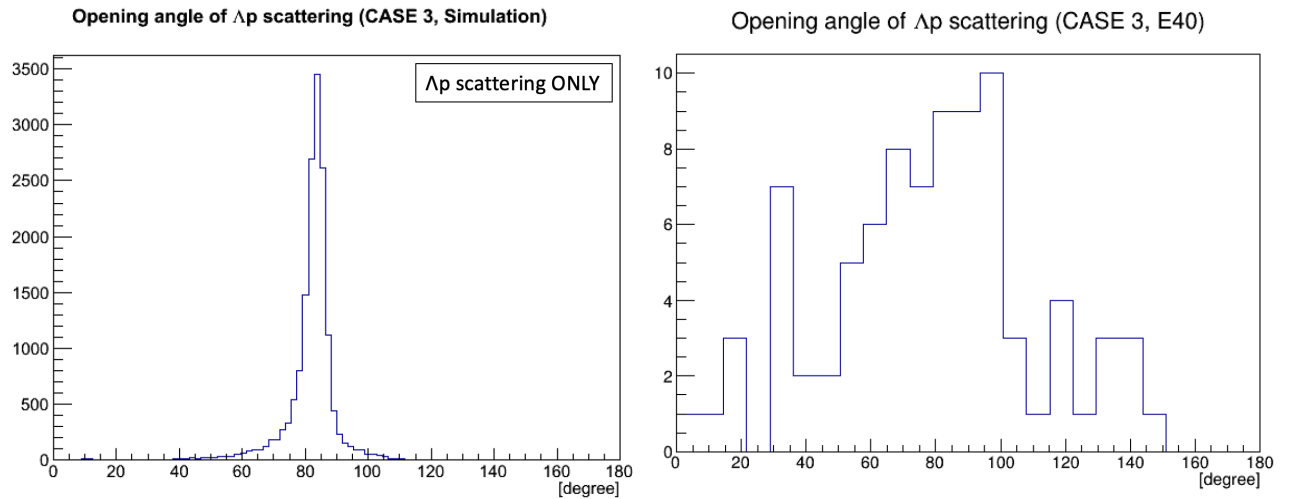 Opening angle of Λp scattering (CASE 3, Simulation)
Λp scattering ONLY
3500
3000
2500
2000
1500
1000
500
0
0 20 40 60 80 100 120 140 160 180
[degree]
Opening angle of Λp scattering (CASE 3, E40)
10
8
6
4
2
0
0 20 40 60 80 100 120 140 160 180
[degree]